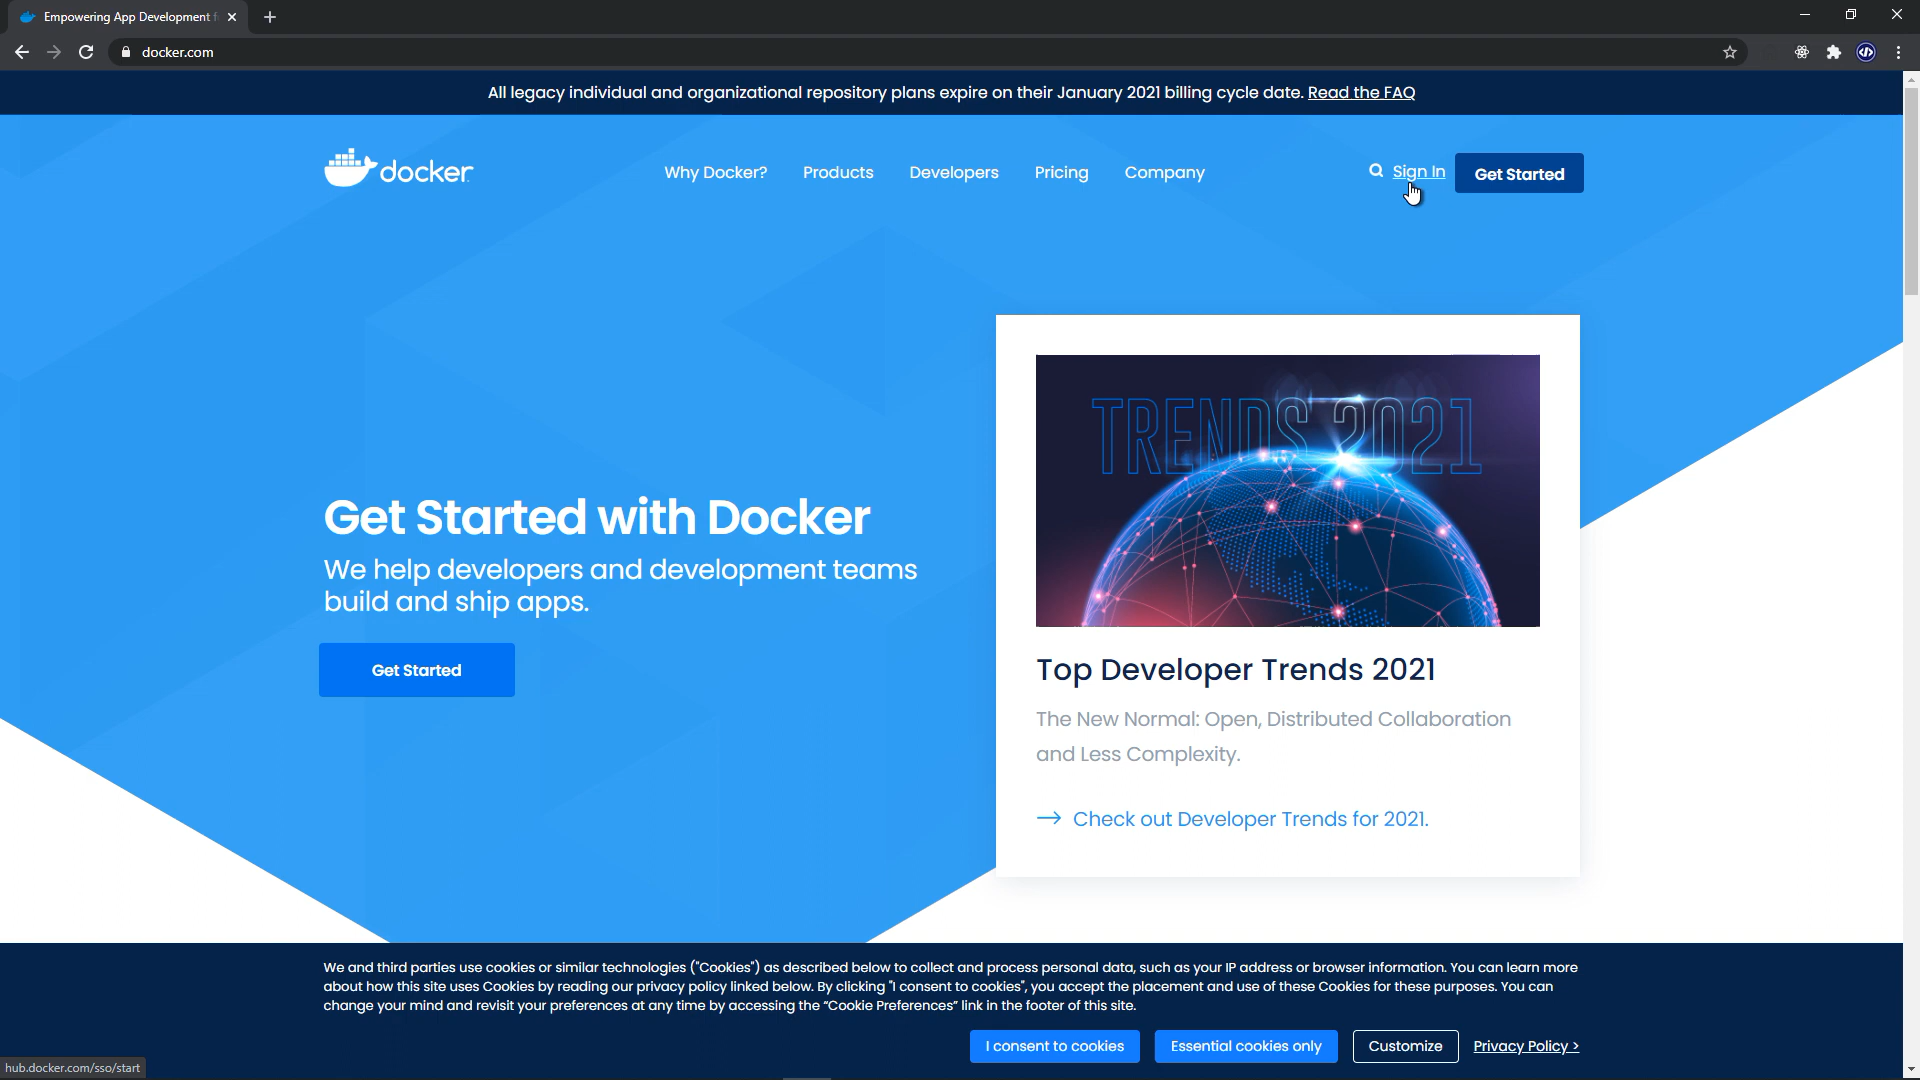 Empowering App Development f
docker.com
All legacy individual and organizational repository plans expire on their January 2021 billing cycle date. Read the FAQ
docker
Why Docker?
Products
Developers
Pricing
Company
Sign In
Get Started
TRENDS 2021
Get Started with Docker
We help developers and development teams
build and ship apps.
Get Started
Top Developer Trends 2021
The New Normal: Open, Distributed Collaboration
and Less Complexity.
→ Check out Developer Trends for 2021.
We and third parties use cookies or similar technologies ("Cookies") as described below to collect and process personal data, such as your IP address or browser information. You can learn more
about how this site uses Cookies by reading our privacy policy linked below. By clicking "I consent to cookies", you accept the placement and use of these Cookies for these purposes. You can
change your mind and revisit your preferences at any time by accessing the "Cookie Preferences" link in the footer of this site.
I consent to cookies
Essential cookies only
Customize
Privacy Policy >
hub.docker.com/sso/start